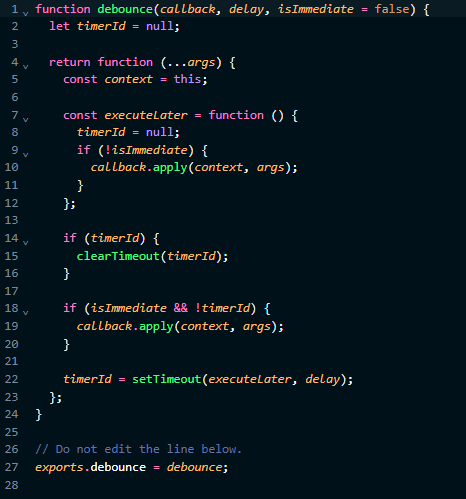 1 function debounce(callback, delay, isImmediate = false) {
2   let timerId = null;
3
4   return function (...args) {
5     const context = this;
6
7     const executeLater = function () {
8       timerId = null;
9       if (!isImmediate) {
10         callback.apply(context, args);
11       }
12     };
13
14     if (timerId) {
15       clearTimeout(timerId);
16     }
17
18     if (isImmediate && !timerId) {
19       callback.apply(context, args);
20     }
21
22     timerId = setTimeout(executeLater, delay);
23   };
24 }
25
26 // Do not edit the line below.
27 exports.debounce = debounce;
28